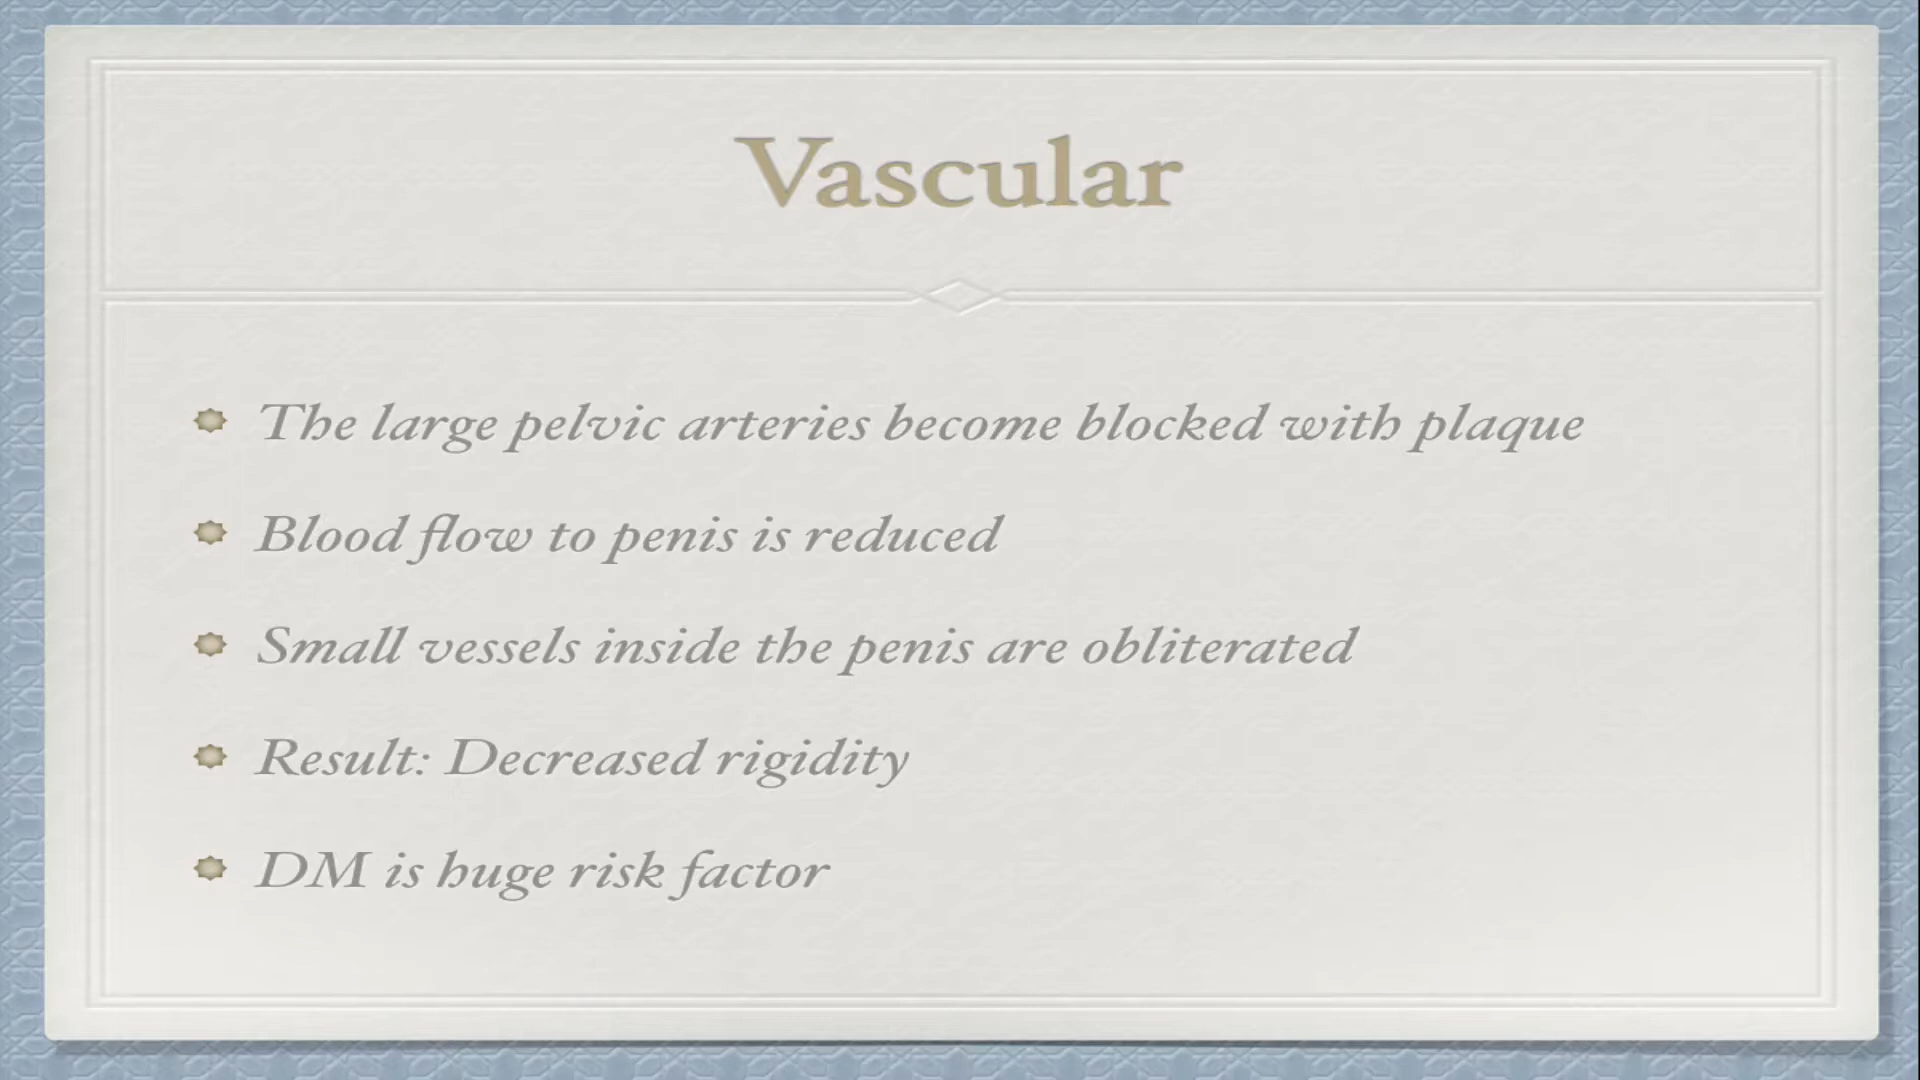 Vascular
The large pelvic arteries become blocked with plaque
Blood flow to penis is reduced
Small vessels inside the penis are obliterated
Result: Decreased rigidity
DM is huge risk factor